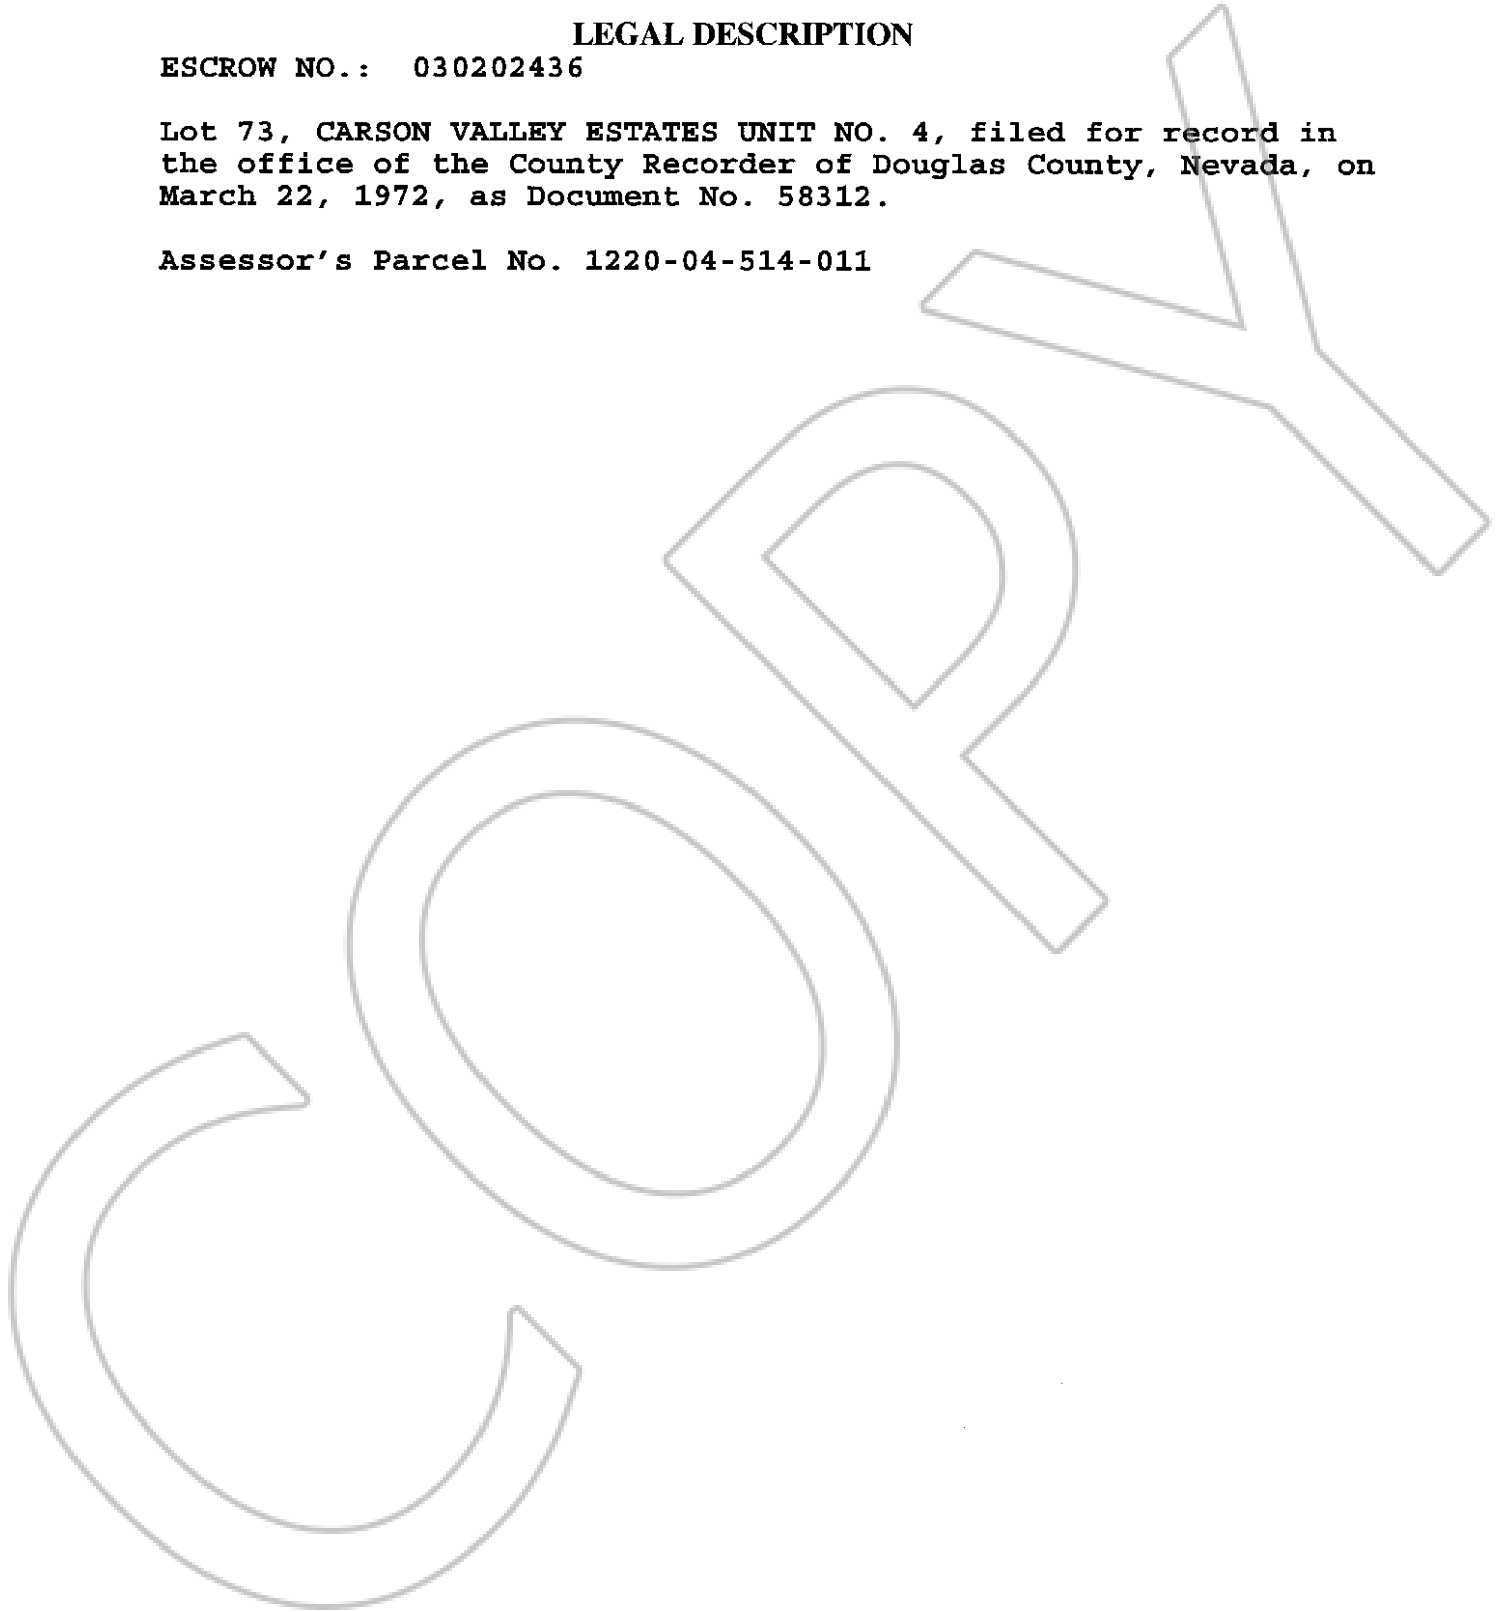 LEGAL DESCRIPTION
ESCROW NO.: 030202436
Lot 73, CARSON VALLEY ESTATES UNIT NO. 4, filed for record in
the office of the County Recorder of Douglas County, Nevada, on
March 22, 1972, as Document No. 58312.
Assessor's Parcel No. 1220-04-514-011
COPY